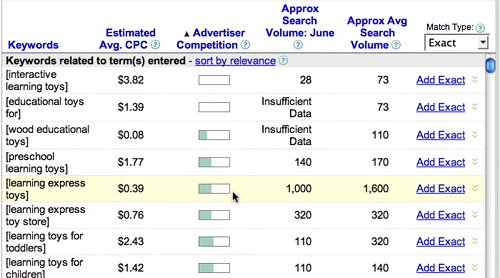 Keywords Estimated Avg. CPC ? Advertiser Competition ? Approx Search Volume: June ? Approx Avg Search Volume ? Match Type: ? Exact
Keywords related to term(s) entered - sort by relevance ?
[interactive learning toys] $3.82 28 73 Add Exact
[educational toys for] $1.39 Insufficient Data 73 Add Exact
[wood educational toys] $0.08 Insufficient Data 110 Add Exact
[preschool learning toys] $1.77 140 170 Add Exact
[learning express toys] $0.39 1,000 1,600 Add Exact
[learning express toy store] $0.76 320 320 Add Exact
[learning toys for toddlers] $2.43 110 320 Add Exact
[learning toys for children] $1.42 110 140 Add Exact